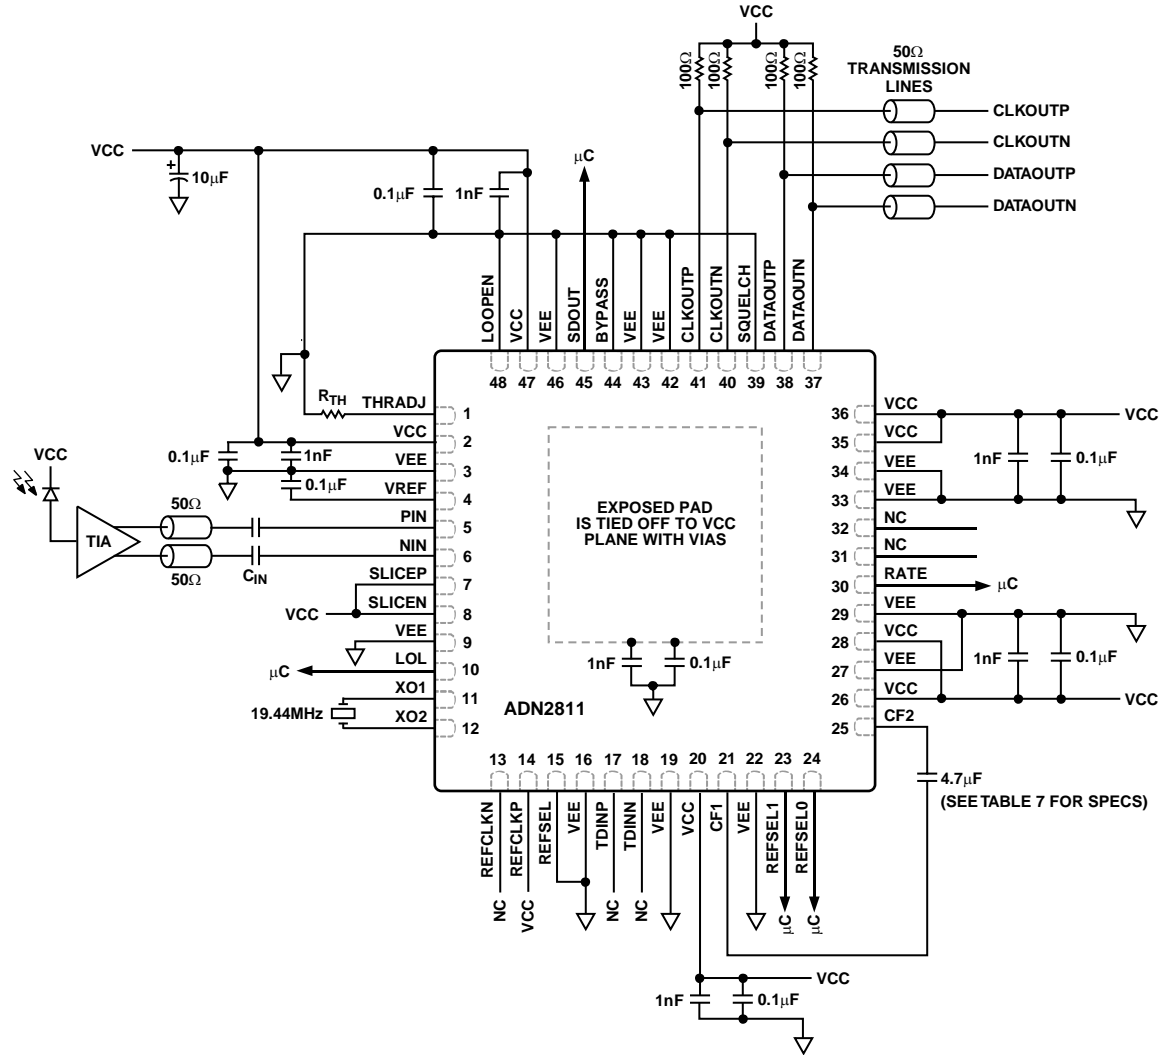 VCC
100Ω
100Ω
100Ω
100Ω
50Ω
TRANSMISSION
LINES
CLKOUTP
CLKOUTN
DATAOUTP
DATAOUTN
VCC
+
10μF
0.1μF
1nF
μC
LOOPEN
VCC
VEE
SDOUT
BYPASS
VEE
VEE
CLKOUTP
CLKOUTN
SQUELCH
DATAOUTP
DATAOUTN
48
47
46
45
44
43
42
41
40
39
38
37
RTH
THRADJ
1
VCC
2
0.1μF
1nF
VEE
3
0.1μF
VREF
4
VCC
TIA
50Ω
PIN
5
NIN
6
50Ω
CIN
SLICEP
7
VCC
SLICEN
8
VEE
9
μC
LOL
10
XO1
11
19.44MHz
XO2
12
EXPOSED PAD
IS TIED OFF TO VCC
PLANE WITH VIAS
1nF
0.1μF
ADN2811
36
VCC
VCC
35
VCC
1nF
0.1μF
34
VEE
33
VEE
32
NC
31
NC
30
RATE
μC
29
VEE
28
VCC
1nF
0.1μF
27
VEE
26
VCC
VCC
25
CF2
4.7μF
(SEE TABLE 7 FOR SPECS)
13
14
15
16
17
18
19
20
21
22
23
24
REFCLKN
REFCLKP
REFSEL
VEE
TDINP
TDINN
VEE
VCC
CF1
VEE
REFSEL1
REFSEL0
NC
VCC
NC
NC
μC
μC
VCC
1nF
0.1μF